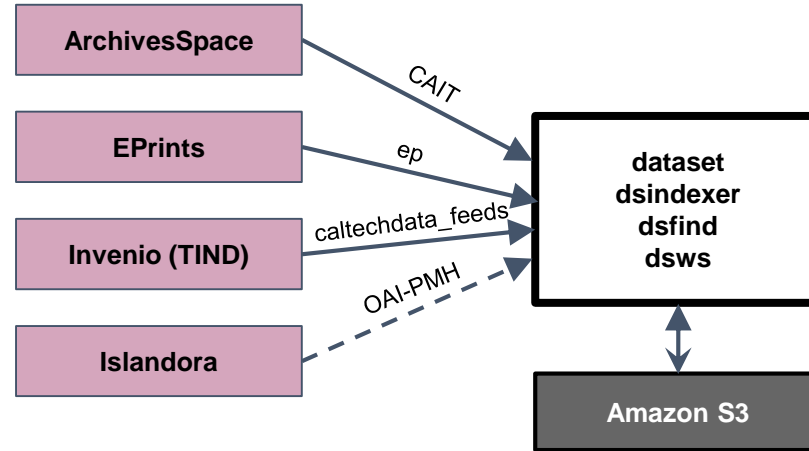 ArchivesSpace
CAIT
EPrints
ep
Invenio (TIND)
caltechdata_feeds
Islandora
OAI-PMH
dataset
dsindexer
dsfind
dsws
Amazon S3